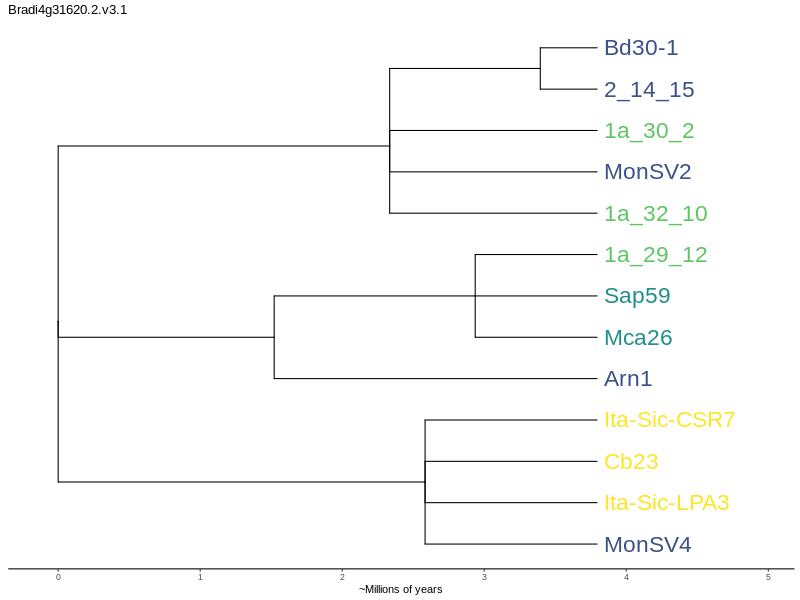 Bradi4g31620.2.v3.1
Bd30-1
2_14_15
1a_30_2
MonSV2
1a_32_10
1a_29_12
Sap59
Mca26
Arn1
Ita-Sic-CSR7
Cb23
Ita-Sic-LPA3
MonSV4
0 1 2 3 4 5
~Millions of years